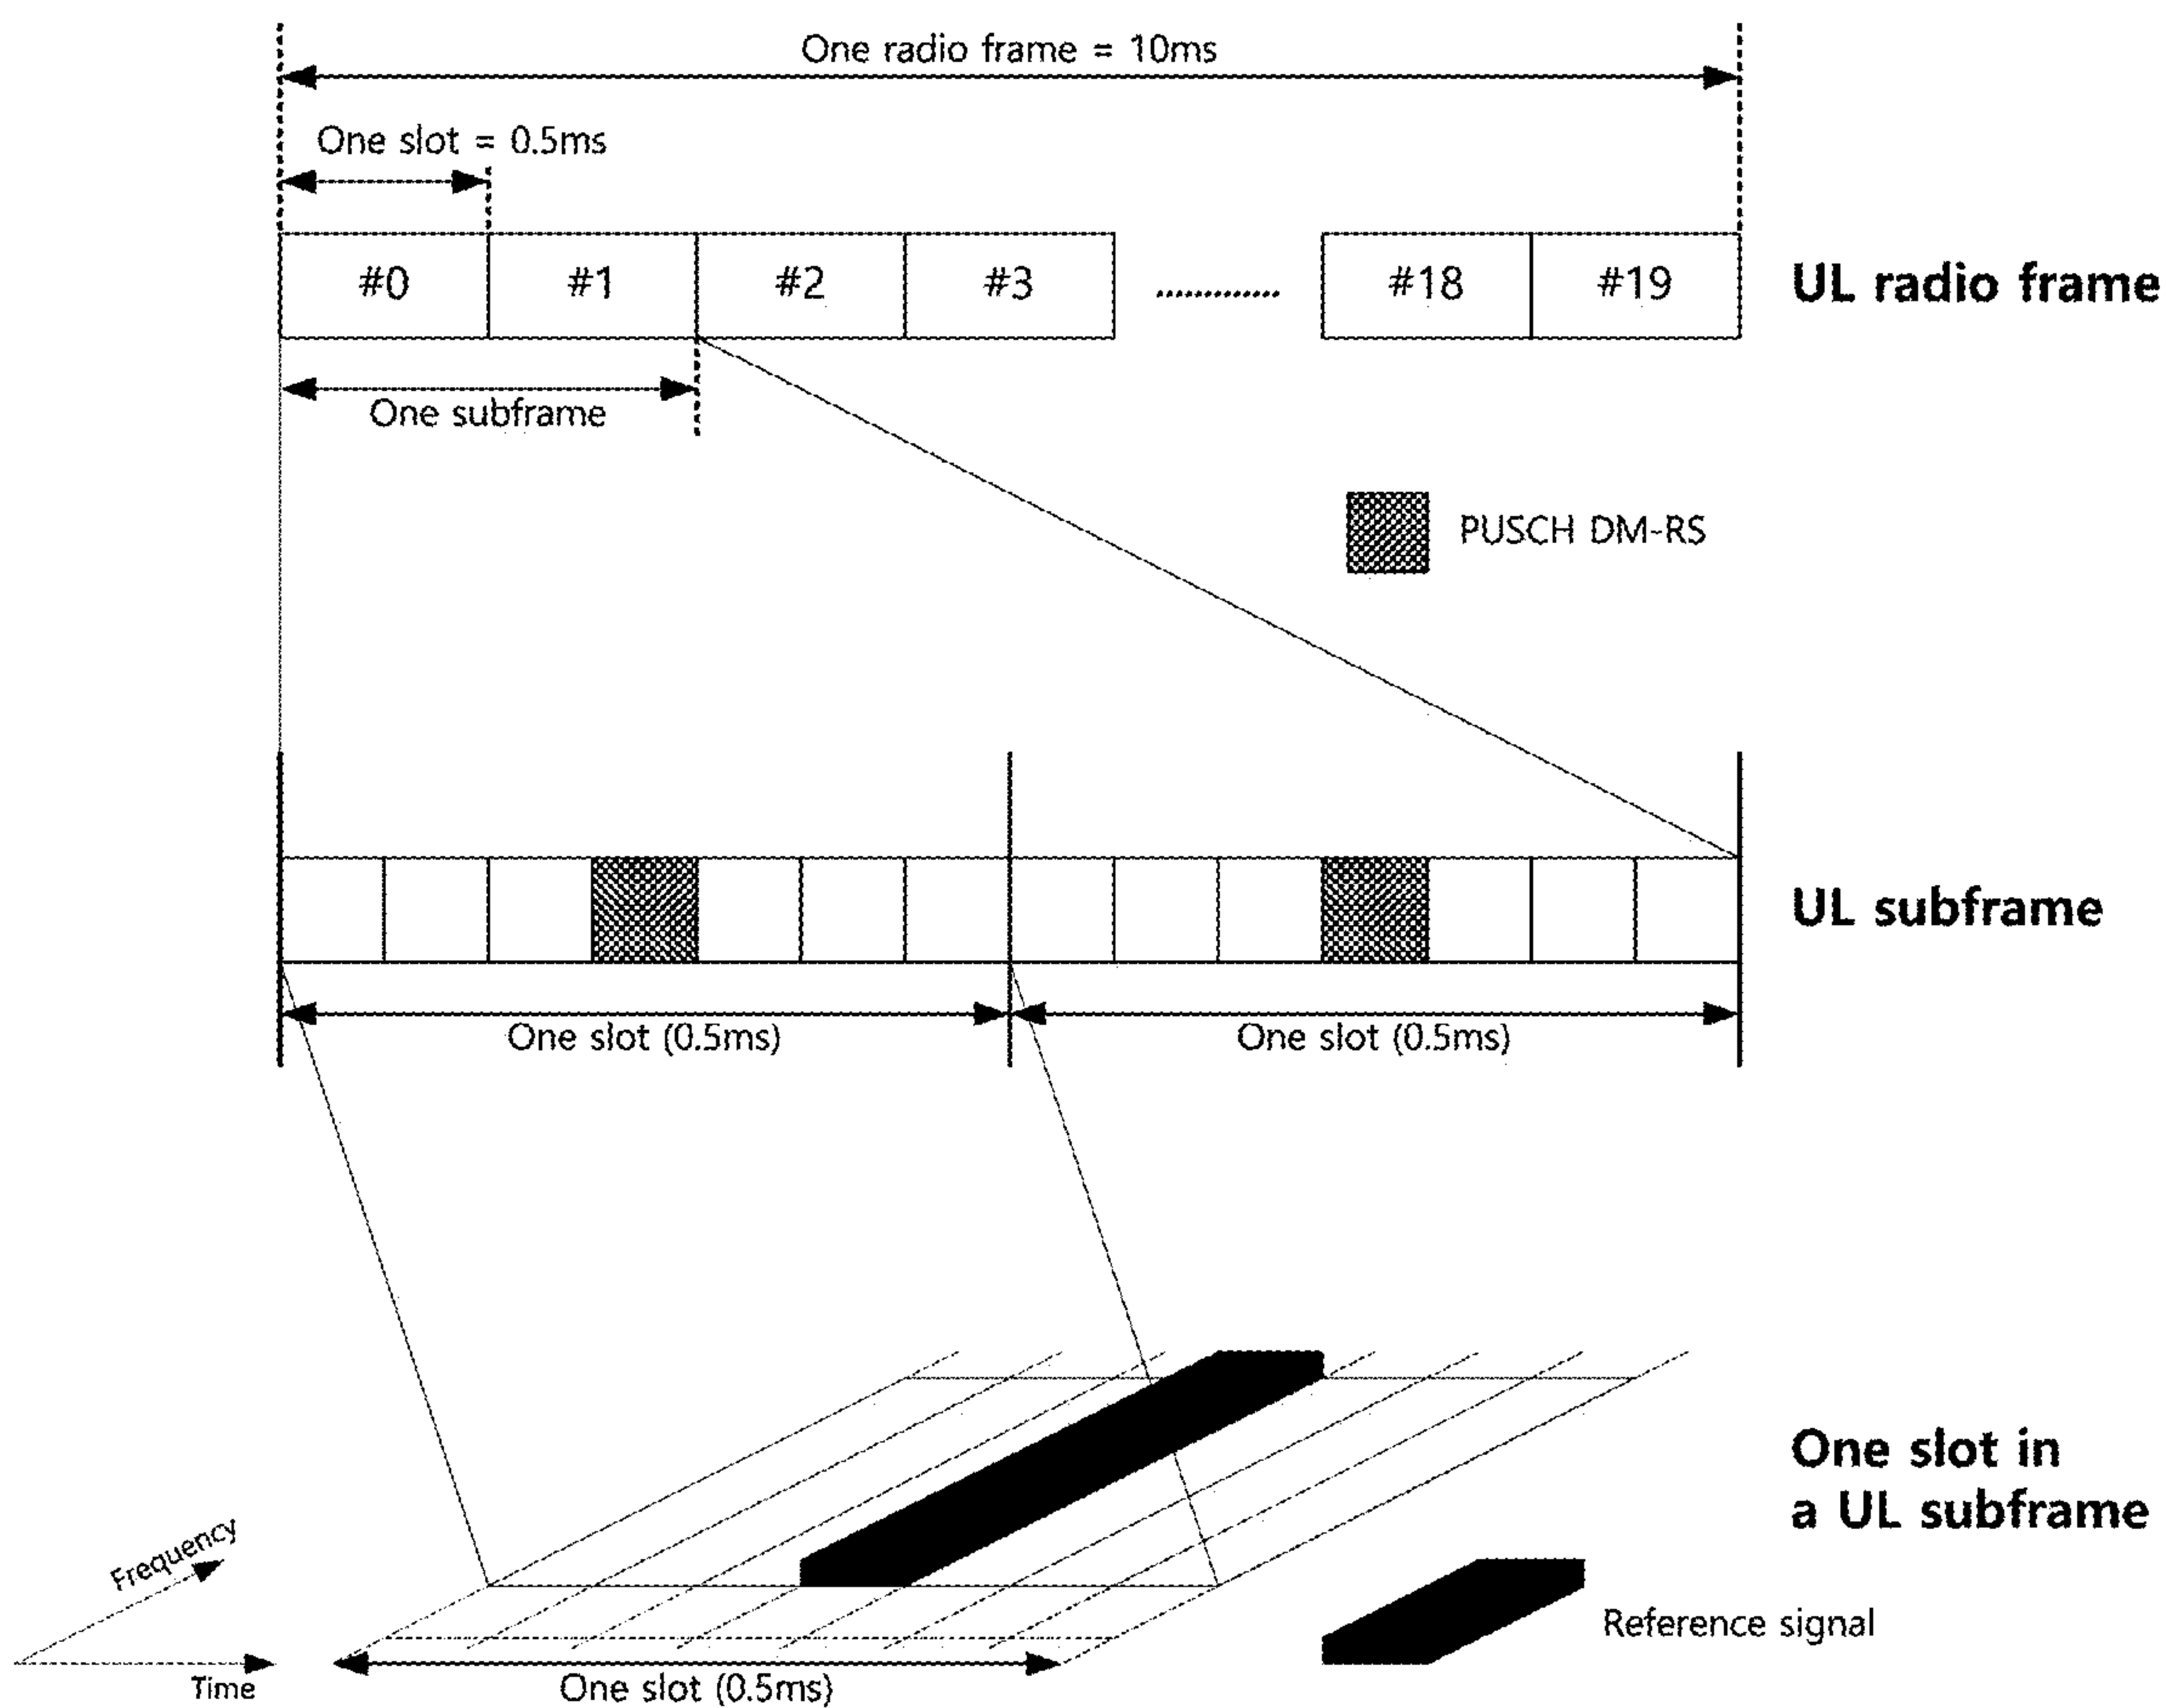 One radio frame = 10ms
One slot = 0.5ms
#0 #1 #2 #3 ............. #18 #19
UL radio frame
One subframe
PUSCH DM-RS
UL subframe
One slot (0.5ms) One slot (0.5ms)
One slot in
a UL subframe
Frequency
Reference signal
Time
One slot (0.5ms)